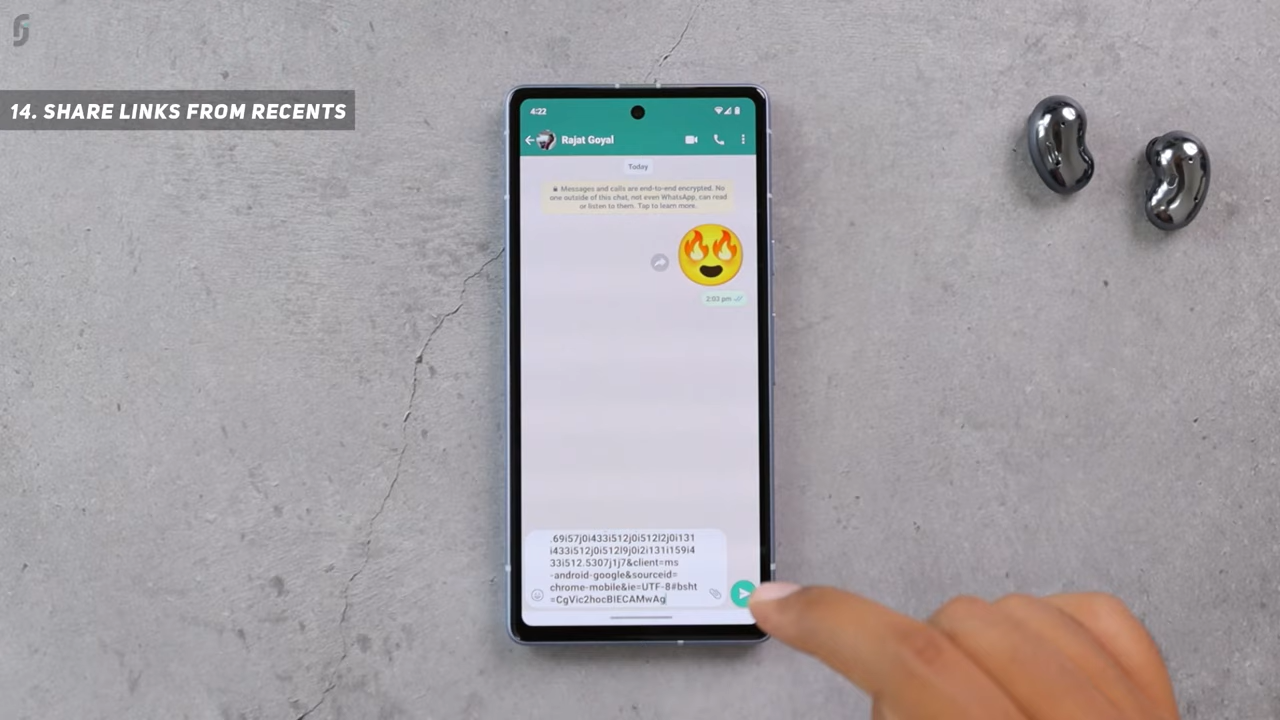 14. SHARE LINKS FROM RECENTS
4:22
Rajat Goyal
Today
Messages and calls are end-to-end encrypted. No
one outside of this chat, not even WhatsApp, can read
or listen to them. Tap to learn more.
2:03 pm
.69i57j0i433i512j0i512l2j0i131
i433i512j0i512l9j0i2i131i159i4
33i512.5307j1j7&client=ms
-android-google&sourceid=
chrome-mobile&ie=UTF-8#bsht
=CgVic2hocBIECAMwAg